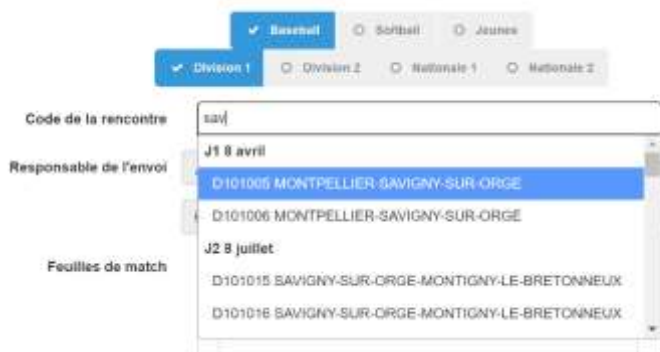 Baseball Softball Jeunes
Division 1 Division 2 Nationale 1 Nationale 2
Code de la rencontre sav
J1 8 avril
Responsable de l'envoi
D101005 MONTPELLIER-SAVIGNY-SUR-ORGE
D101006 MONTPELLIER-SAVIGNY-SUR-ORGE
J2 8 juillet
Feuilles de match
D101015 SAVIGNY-SUR-ORGE-MONTIGNY-LE-BRETONNEUX
D101016 SAVIGNY-SUR-ORGE-MONTIGNY-LE-BRETONNEUX